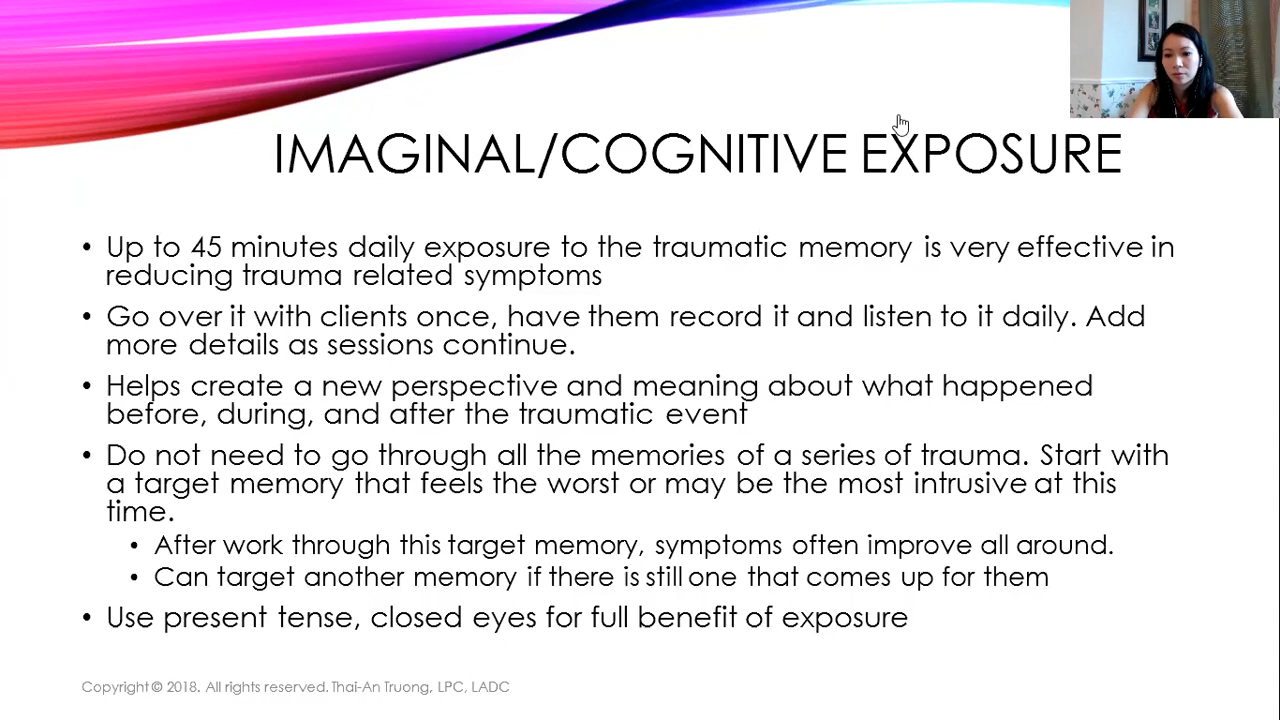 IMAGINAL/COGNITIVE EXPOSURE
• Up to 45 minutes daily exposure to the traumatic memory is very effective in
reducing trauma related symptoms
• Go over it with clients once, have them record it and listen to it daily. Add
more details as sessions continue.
• Helps create a new perspective and meaning about what happened
before, during, and after the traumatic event
• Do not need to go through all the memories of a series of trauma. Start with
a target memory that feels the worst or may be the most intrusive at this
time.
• After work through this target memory, symptoms often improve all around.
• Can target another memory if there is still one that comes up for them
• Use present tense, closed eyes for full benefit of exposure
Copyright © 2018. All rights reserved. Thai-An Truong, LPC, LADC